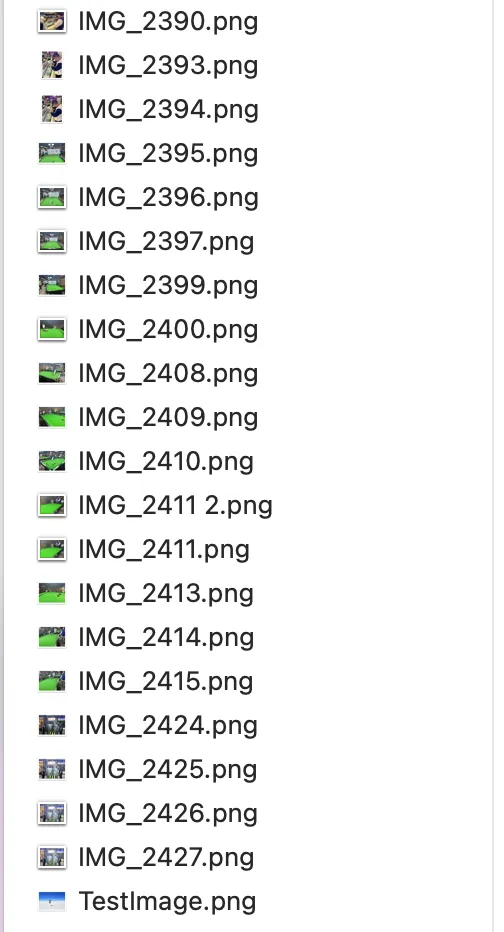 IMG_2390.png
IMG_2393.png
IMG_2394.png
IMG_2395.png
IMG_2396.png
IMG_2397.png
IMG_2399.png
IMG_2400.png
IMG_2408.png
IMG_2409.png
IMG_2410.png
IMG_2411 2.png
IMG_2411.png
IMG_2413.png
IMG_2414.png
IMG_2415.png
IMG_2424.png
IMG_2425.png
IMG_2426.png
IMG_2427.png
TestImage.png